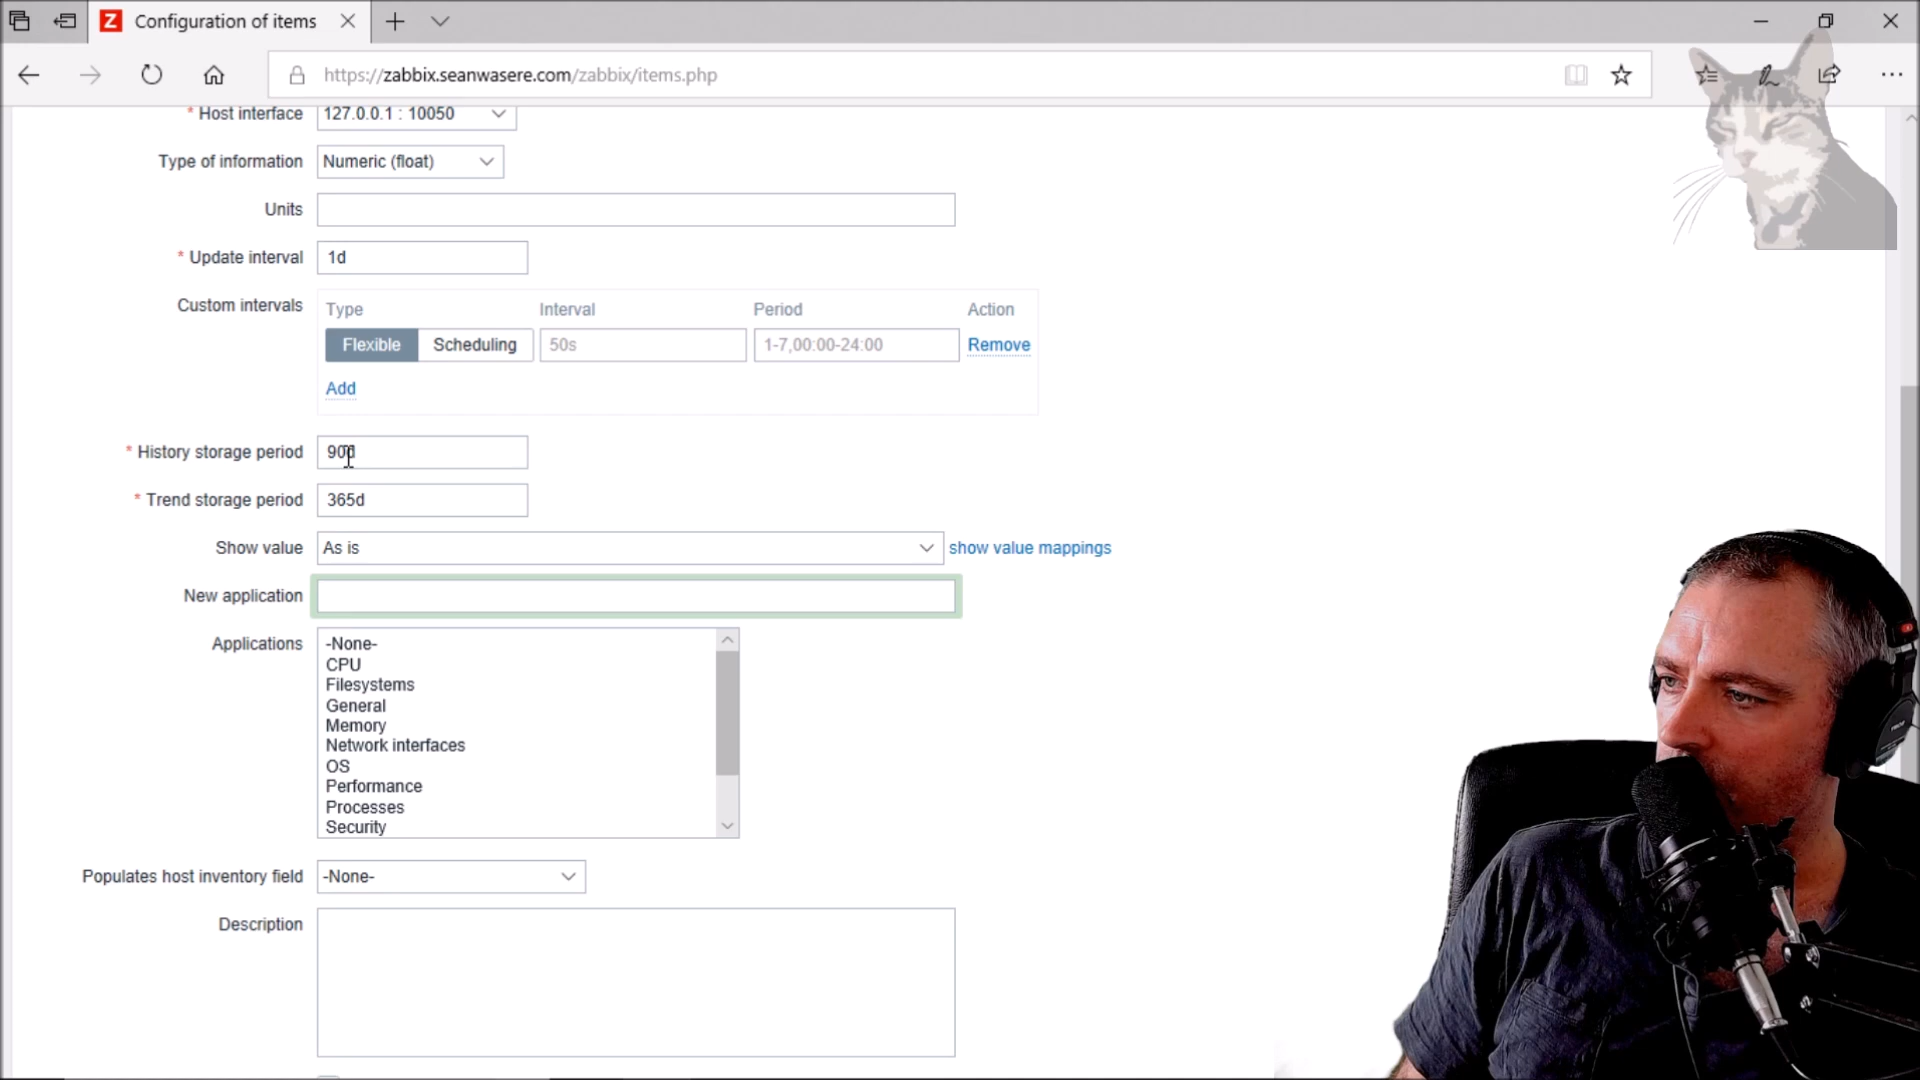 Z Configuration of items
https://zabbix.seanwasere.com/zabbix/items.php
* Host interface 127.0.0.1 : 10050
Type of information Numeric (float)
Units
* Update interval 1d
Custom intervals Type Interval Period Action
Flexible Scheduling 50s 1-7,00:00-24:00 Remove
Add
* History storage period 90d
* Trend storage period 365d
Show value As is show value mappings
New application
Applications -None-
CPU
Filesystems
General
Memory
Network interfaces
OS
Performance
Processes
Security
Populates host inventory field -None-
Description